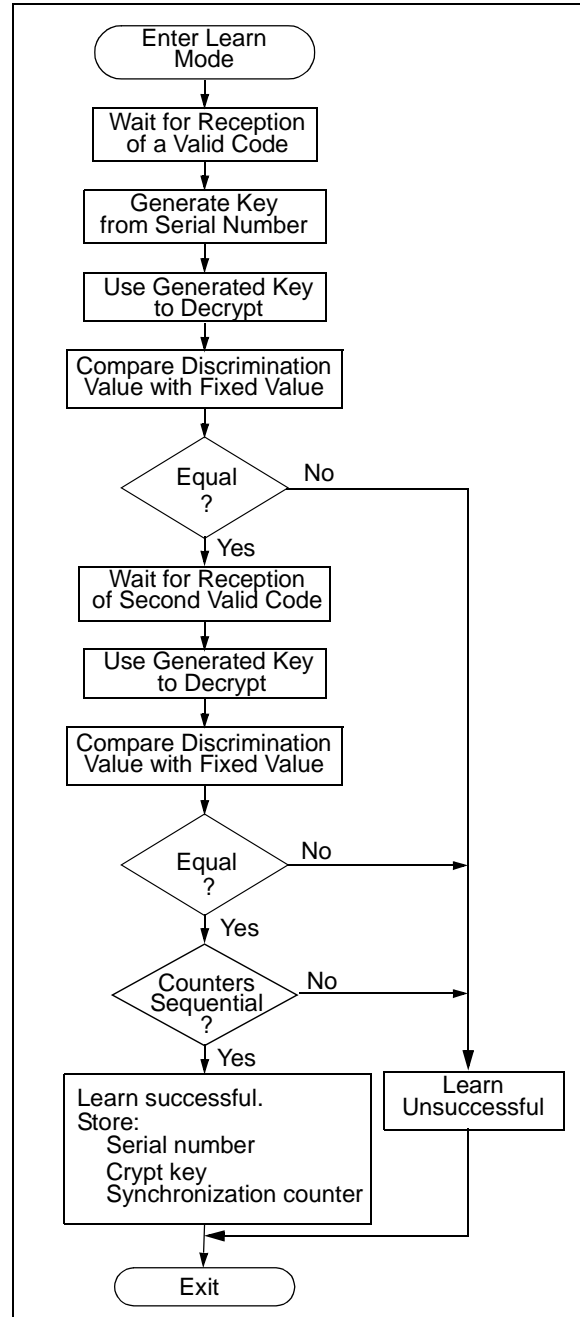 Enter Learn
Mode
Wait for Reception
of a Valid Code
Generate Key
from Serial Number
Use Generated Key
to Decrypt
Compare Discrimination
Value with Fixed Value
Equal
?
No
Yes
Wait for Reception
of Second Valid Code
Use Generated Key
to Decrypt
Compare Discrimination
Value with Fixed Value
Equal
?
No
Yes
Counters
Sequential
?
No
Yes
Learn successful.
Store:
Serial number
Crypt key
Synchronization counter
Learn
Unsuccessful
Exit